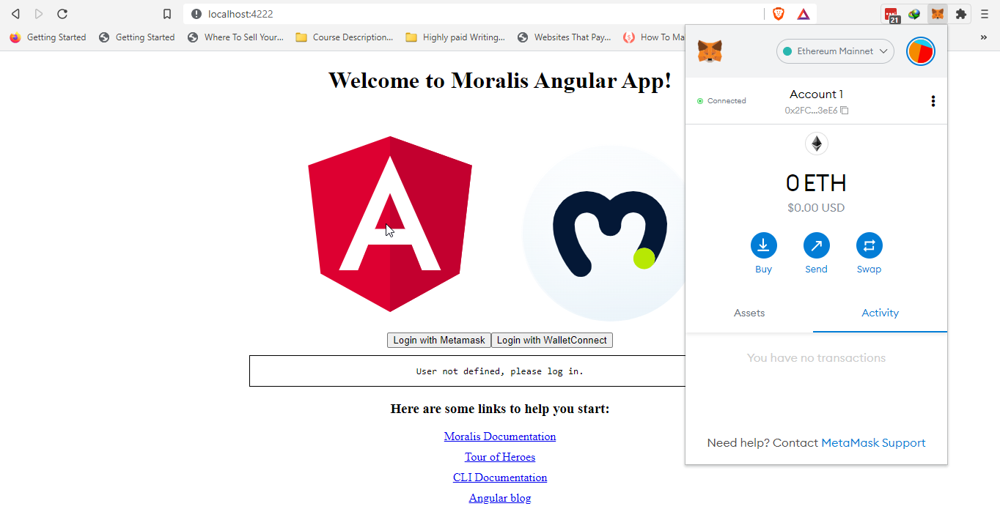 localhost:4222
21
Getting Started
Getting Started
Where To Sell Your...
Course Description...
Highly paid Writing...
Websites That Pay...
How To Ma
»
Welcome to Moralis Angular App!
Login with Metamask
Login with WalletConnect
User not defined, please log in.
Here are some links to help you start:
Moralis Documentation
Tour of Heroes
CLI Documentation
Angular blog
Ethereum Mainnet
Connected
Account 1
0x2FC...3eE6
0 ETH
$0.00 USD
Buy
Send
Swap
Assets
Activity
You have no transactions
Need help? Contact MetaMask Support